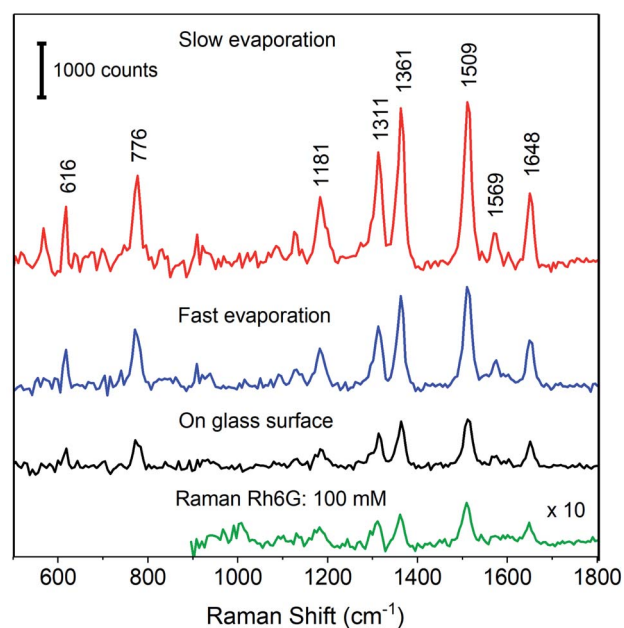 Slow evaporation
1000 counts
616
776
1181
1311
1361
1509
1569
1648
Fast evaporation
On glass surface
Raman Rh6G: 100 mM
x 10
600 800 1000 1200 1400 1600 1800
Raman Shift (cm⁻¹)